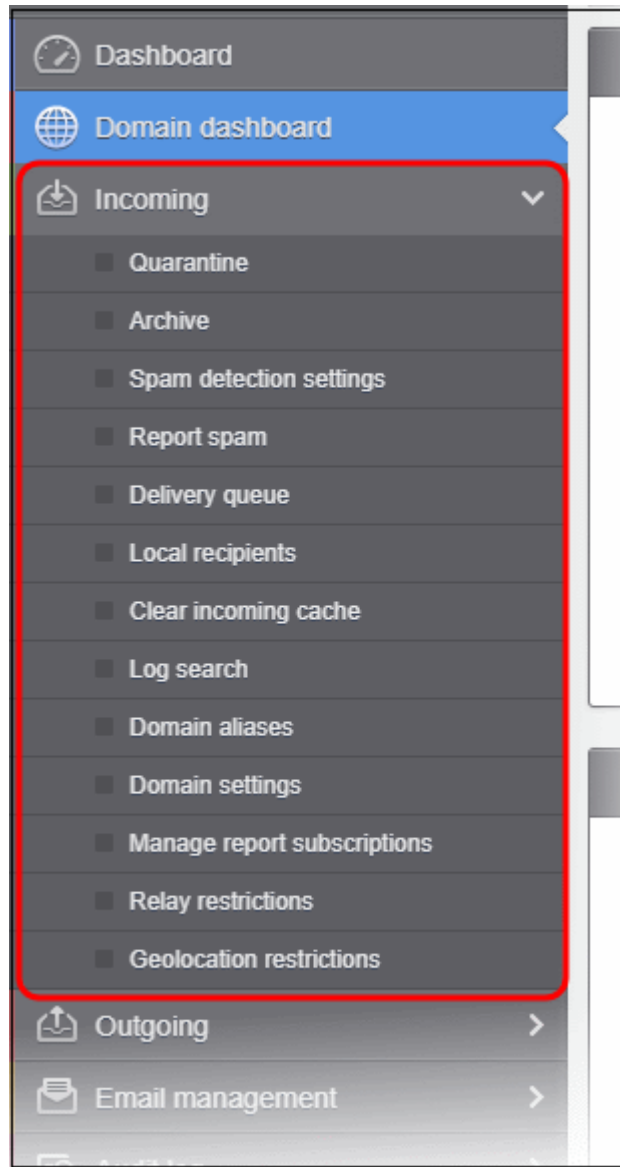 Dashboard
Domain dashboard
Incoming
Quarantine
Archive
Spam detection settings
Report spam
Delivery queue
Local recipients
Clear incoming cache
Log search
Domain aliases
Domain settings
Manage report subscriptions
Relay restrictions
Geolocation restrictions
Outgoing
Email management